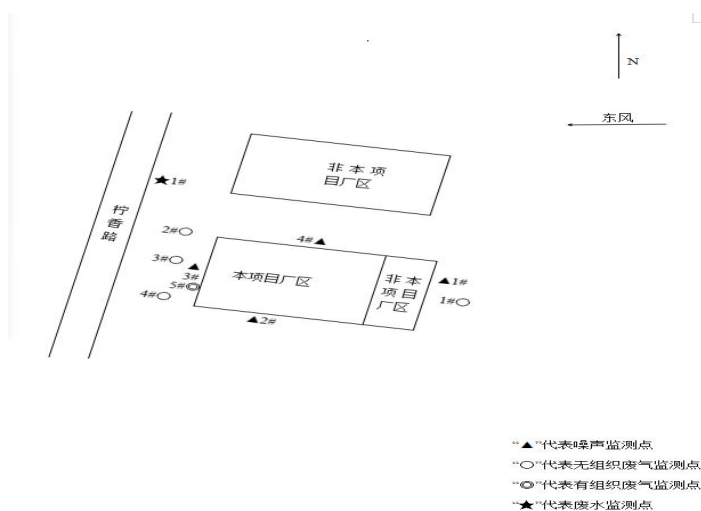 N
东风
非本项
目厂区
★1#
柠
香
路
2#○
4#▲
3#○
3#
本项目厂区
非本
项目
厂区
▲1#
5#◎
4#○
1#○
▲2#
“▲”代表噪声监测点
“○”代表无组织废气监测点
“◎”代表有组织废气监测点
“★”代表废水监测点